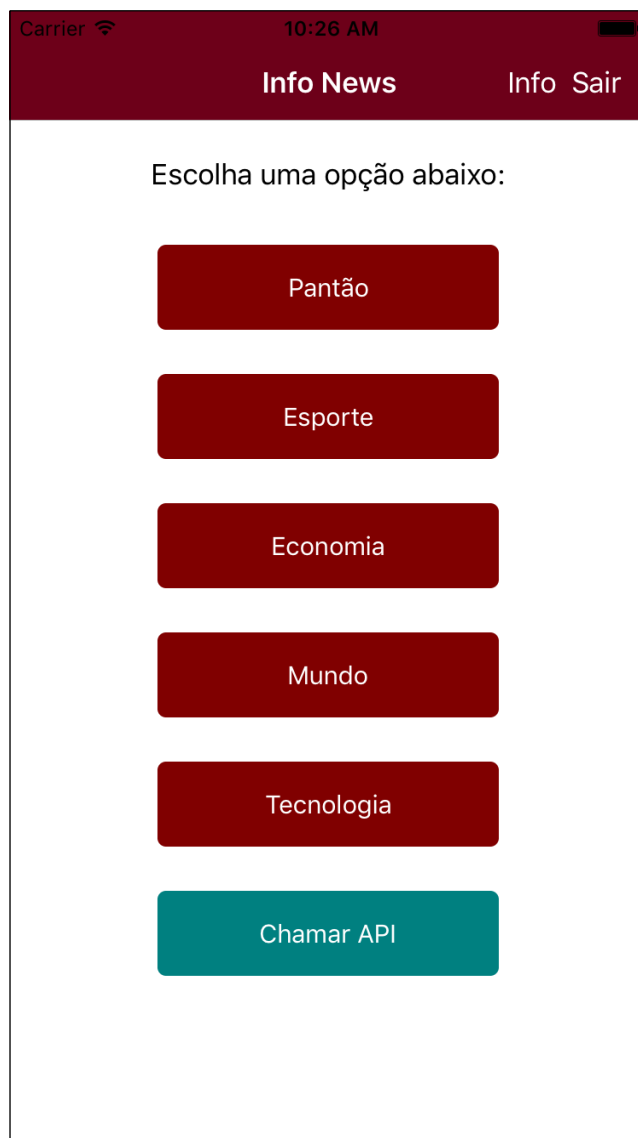 Carrier 10:26 AM
Info News Info Sair
Escolha uma opção abaixo:
Pantão
Esporte
Economia
Mundo
Tecnologia
Chamar API